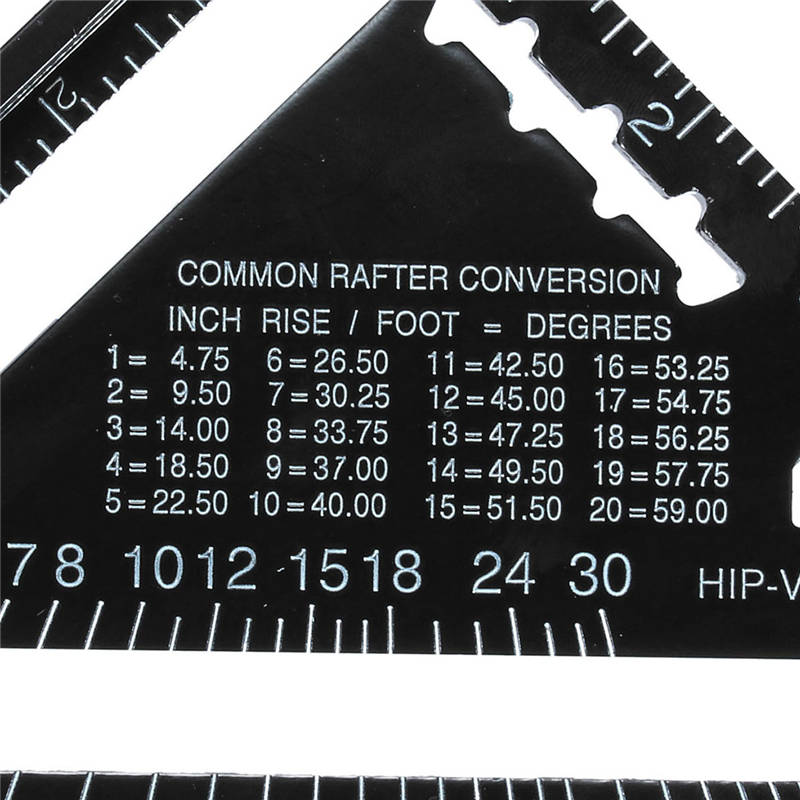 2
2
COMMON RAFTER CONVERSION
INCH RISE / FOOT = DEGREES
1= 4.75 6=26.50 11=42.50 16=53.25
2= 9.50 7=30.25 12=45.00 17=54.75
3=14.00 8=33.75 13=47.25 18=56.25
4=18.50 9=37.00 14=49.50 19=57.75
5=22.50 10=40.00 15=51.50 20=59.00
7 8 10 12 15 18 24 30
HIP-V